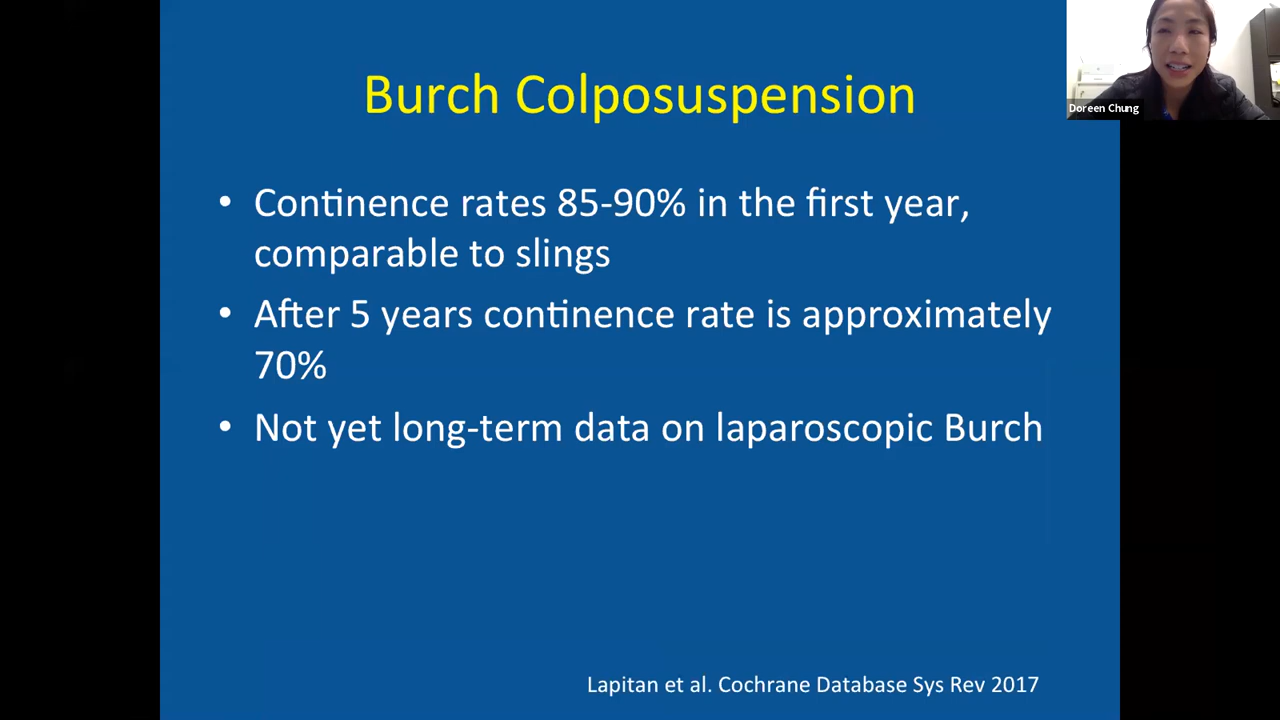 Burch Colposuspension
Doreen Chung
• Continence rates 85-90% in the first year,
comparable to slings
• After 5 years continence rate is approximately
70%
• Not yet long-term data on laparoscopic Burch
Lapitan et al. Cochrane Database Sys Rev 2017